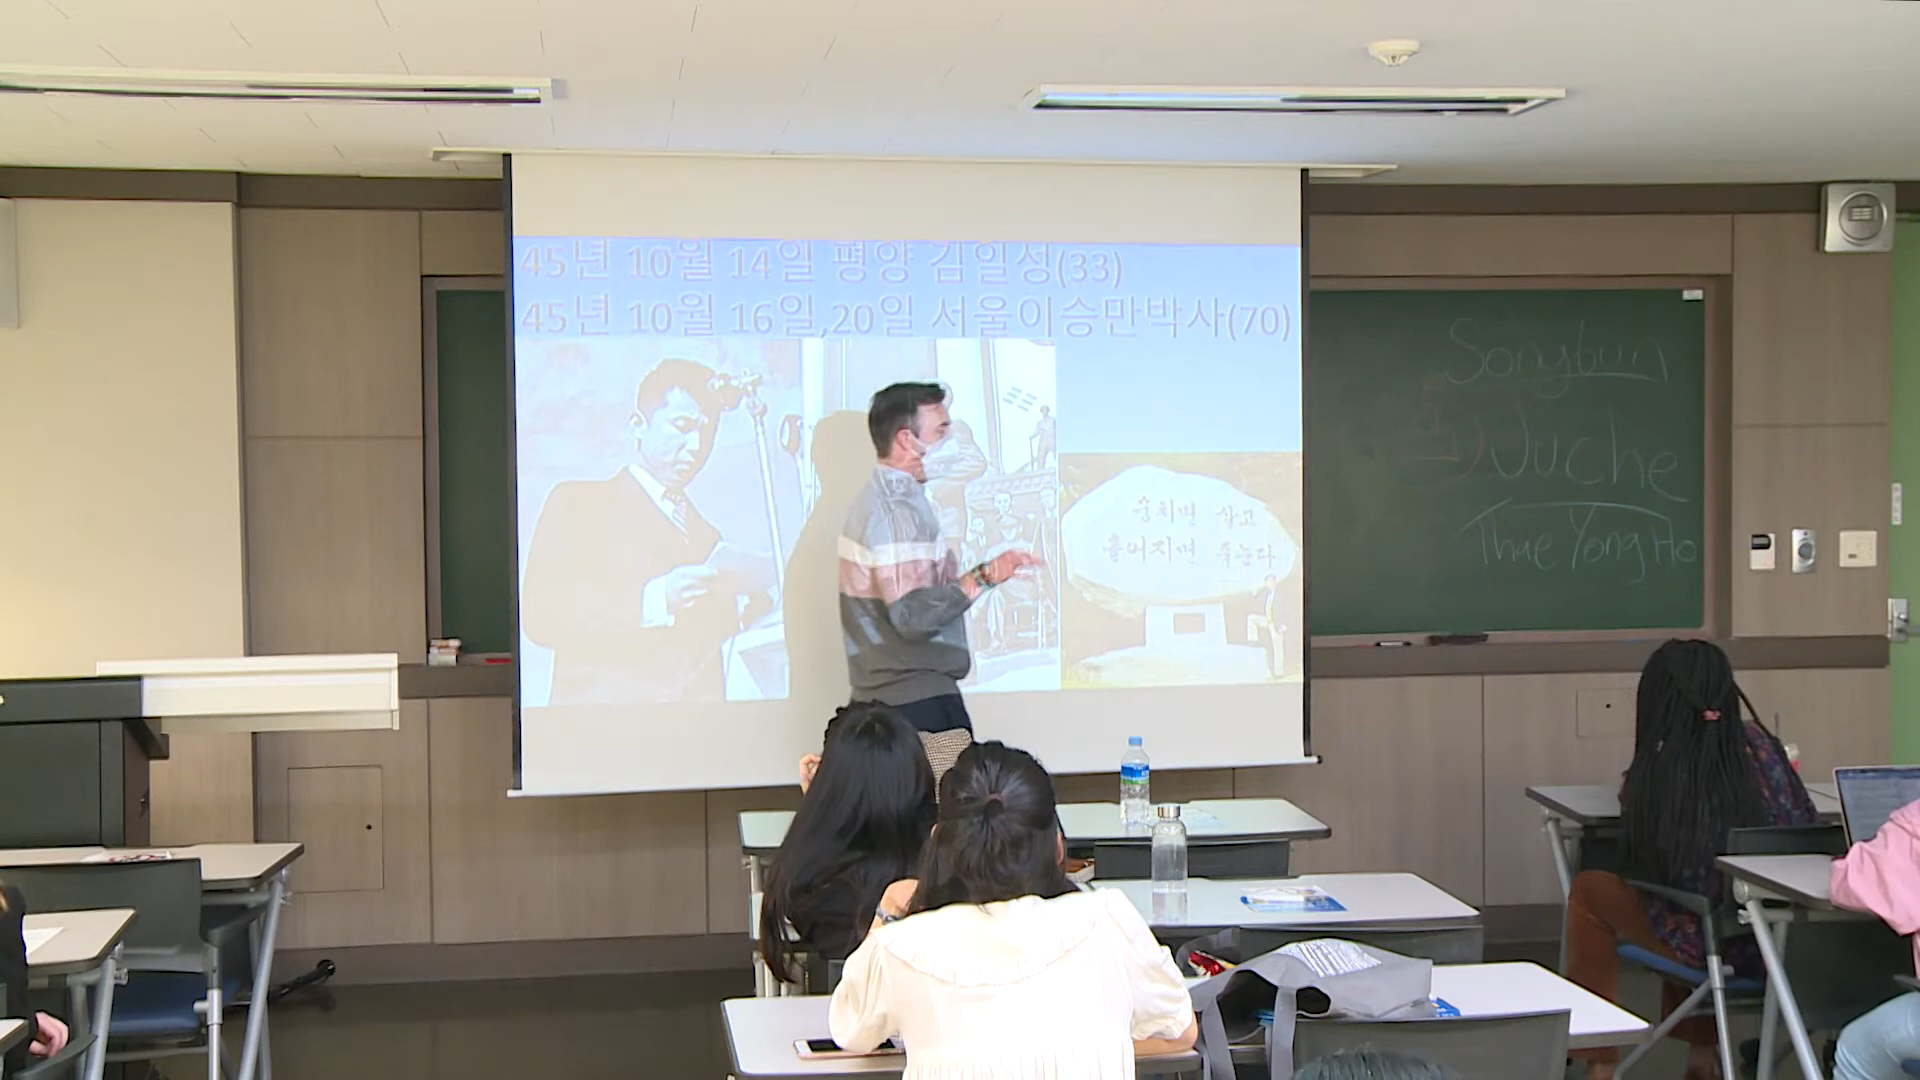 45년 10월 14일 평양 김일성(33)
45년 10월 16일,20일 서울이승만박사(70)
뭉치면 살고
흩어지면 죽는다
Songbun
Juche
Thae Yong Ho